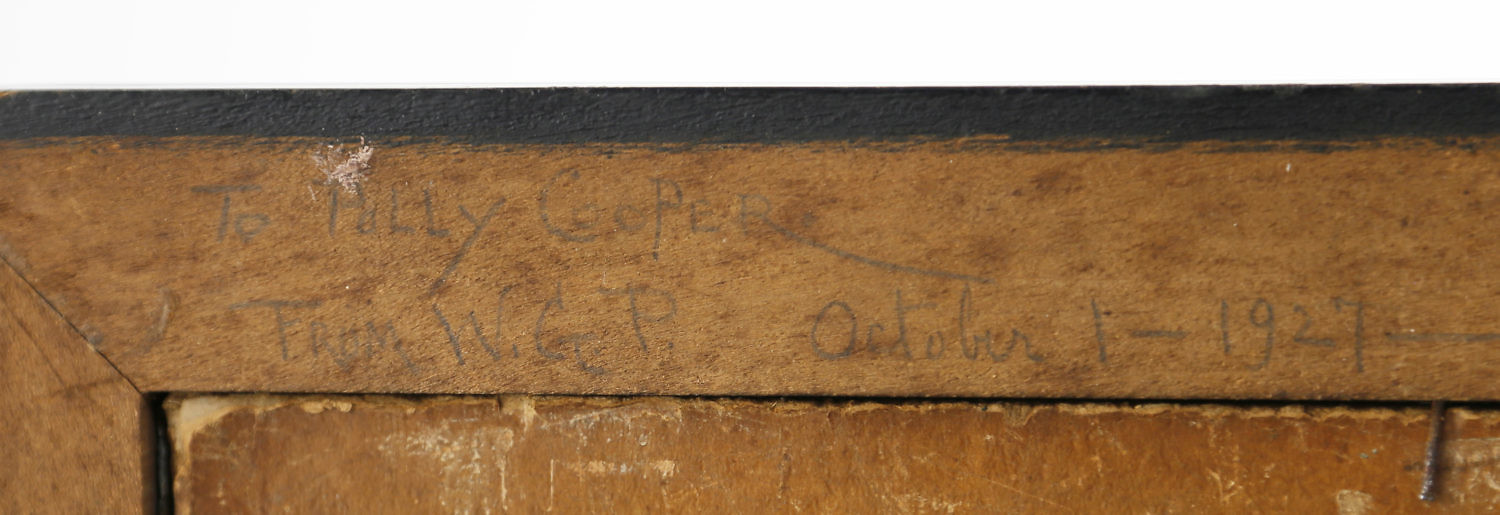 To Polly Cooper
From W. G. P. October 1 – 1927 –